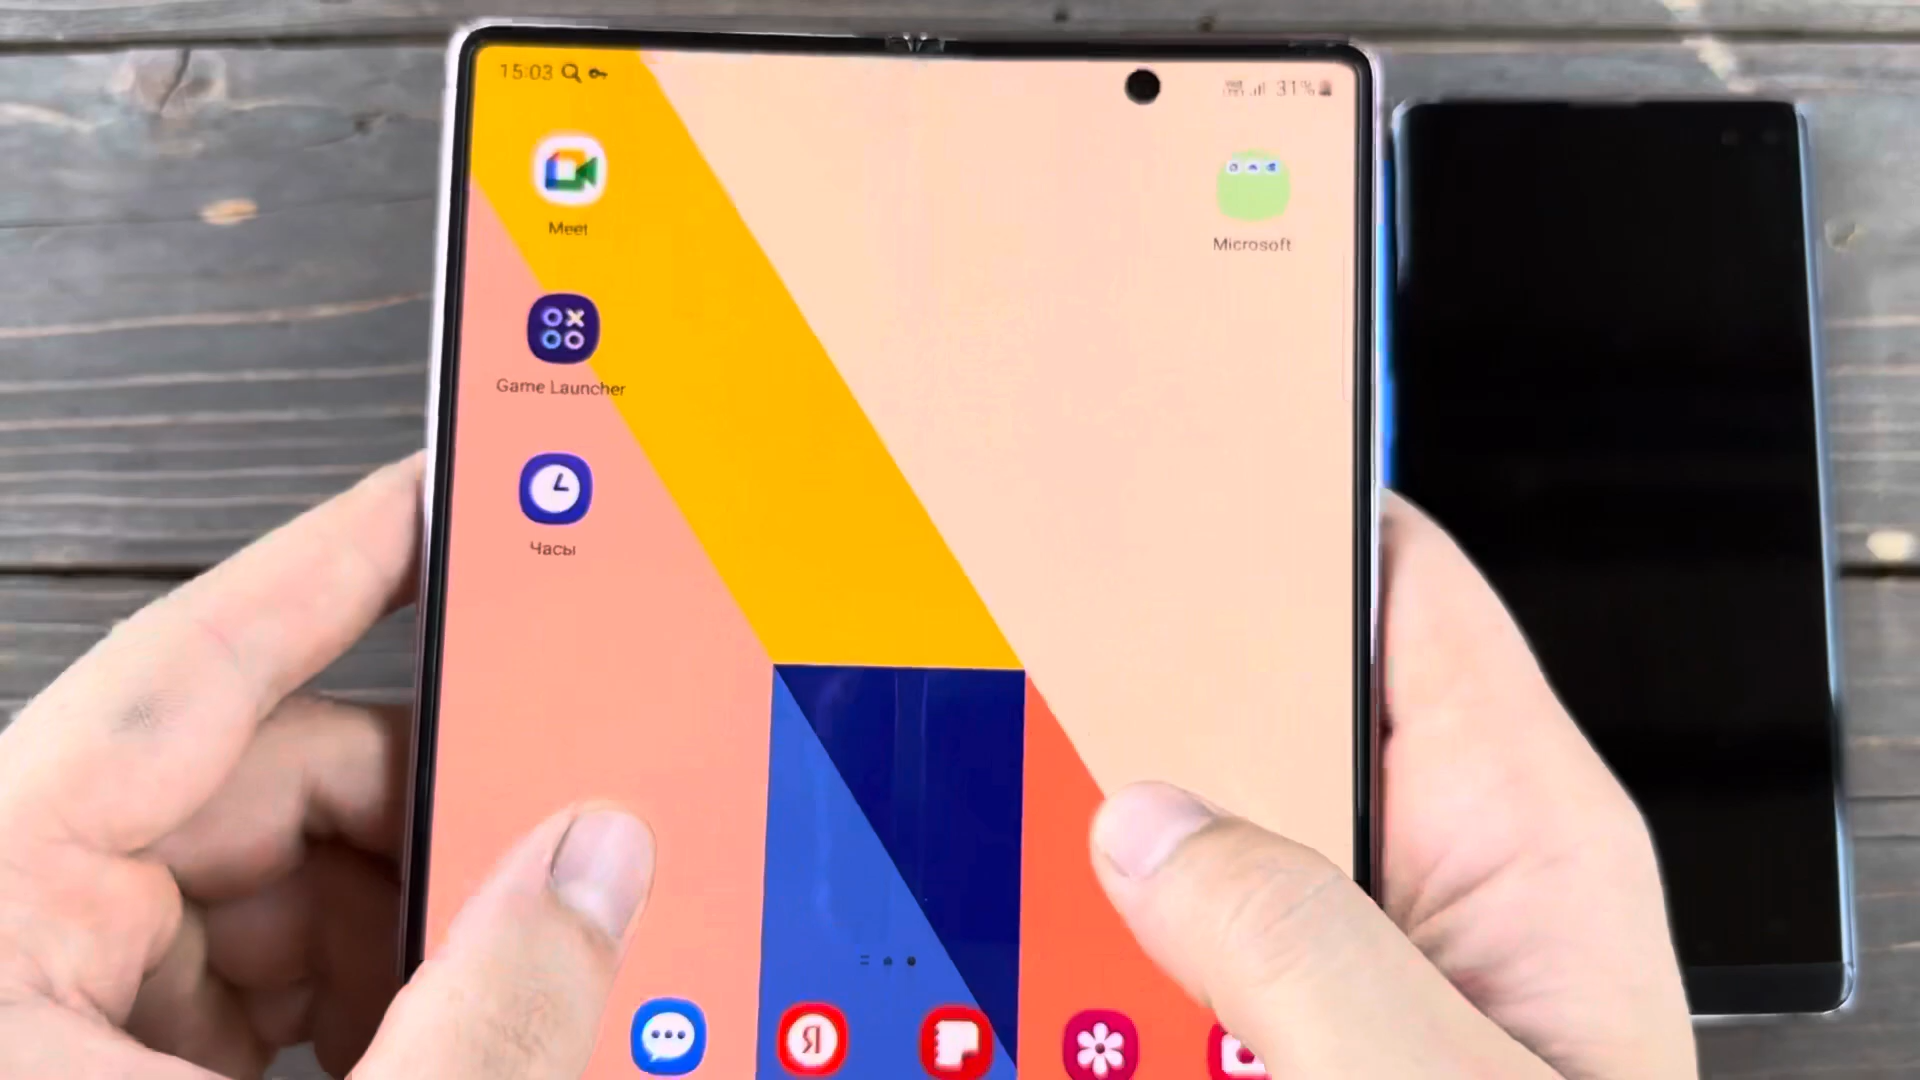 15:03
31%
Meet
Microsoft
Game Launcher
Часы
Я